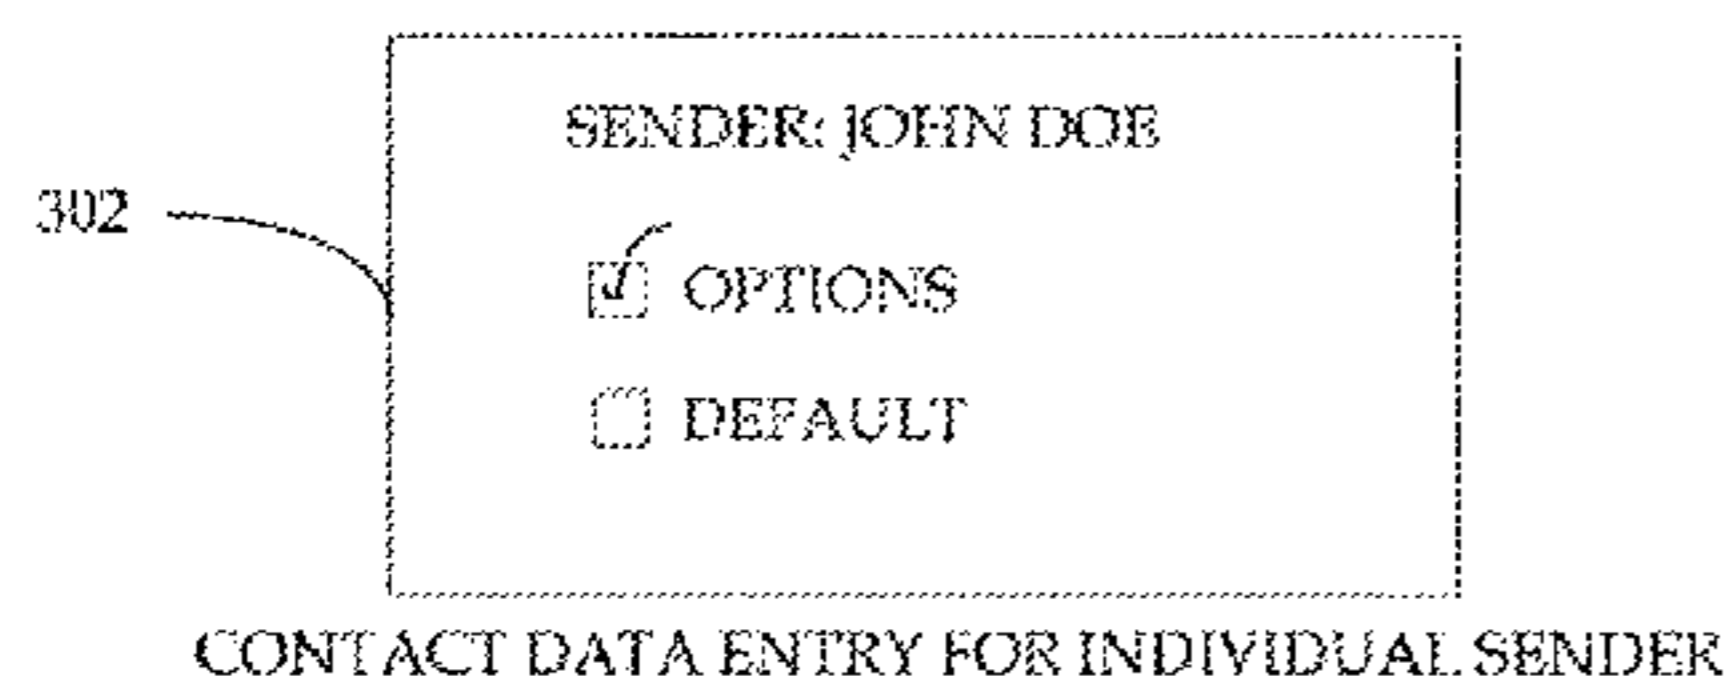 SENDER: JOHN DOE
302
OPTIONS
DEFAULT
CONTACT DATA ENTRY FOR INDIVIDUAL SENDER